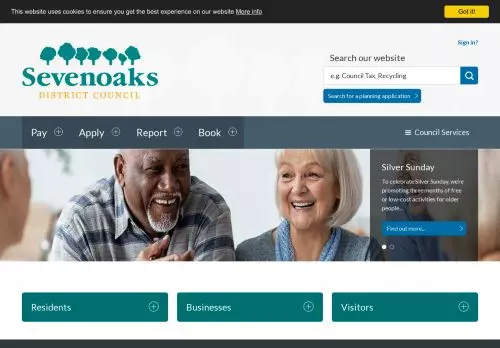 This website uses cookies to ensure you get the best experience on our website More info
Got it!
Sevenoaks
DISTRICT COUNCIL
Sign in?
Search our website
e.g. Council Tax, Recycling
Search for a planning application
Pay
Apply
Report
Book
Council Services
Silver Sunday
To celebrate Silver Sunday, we're
promoting three months of free
or low-cost activities for older
people...
Find out more...
Residents
Businesses
Visitors